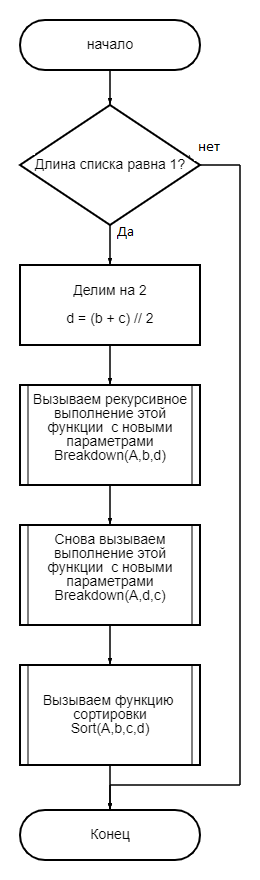 начало
Длина списка равна 1?
нет
Да
Делим на 2
d = (b + c) // 2
Вызываем рекурсивное
выполнение этой
функции с новыми
параметрами
Breakdown(A,b,d)
Снова вызываем
выполнение этой
функции с новыми
параметрами
Breakdown(A,d,c)
Вызываем функцию
сортировки
Sort(A,b,c,d)
Конец